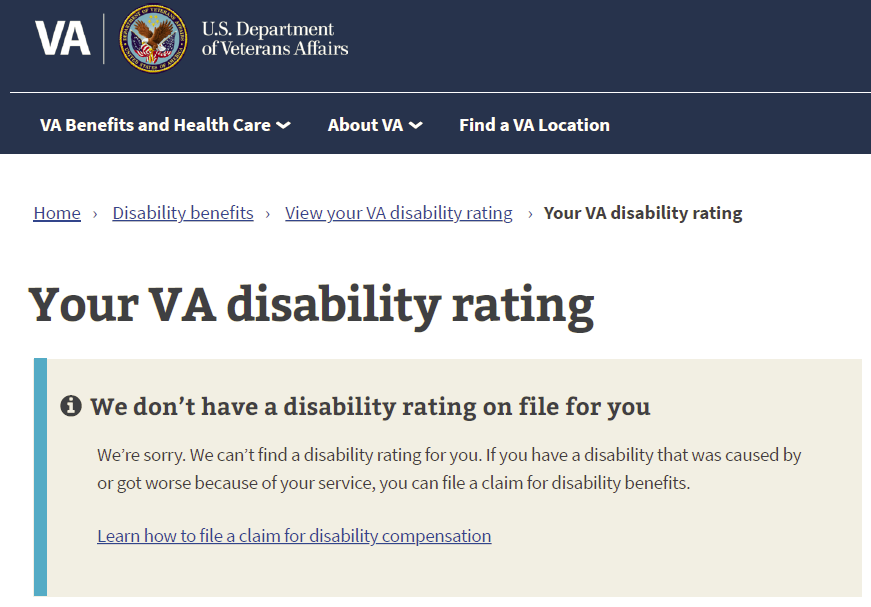 VA
U.S. Department
of Veterans Affairs
VA Benefits and Health Care
About VA
Find a VA Location
Home › Disability benefits › View your VA disability rating › Your VA disability rating
Your VA disability rating
We don’t have a disability rating on file for you
We’re sorry. We can’t find a disability rating for you. If you have a disability that was caused by
or got worse because of your service, you can file a claim for disability benefits.
Learn how to file a claim for disability compensation